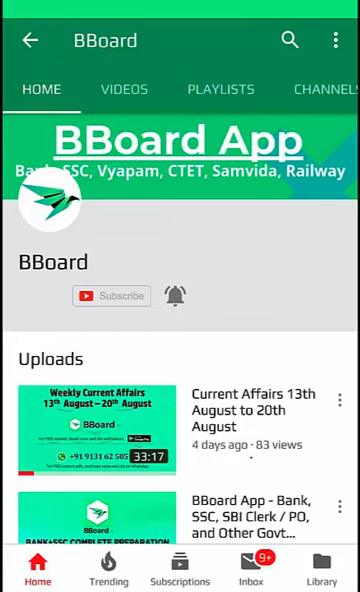 BBoard
HOME VIDEOS PLAYLISTS CHANNELS
BBoard App
Bank, SSC, Vyapam, CTET, Samvida, Railway
BBoard
Subscribe
Uploads
Weekly Current Affairs
13th August - 20th August
BBoard
+91 9131 62 505
33:17
Current Affairs 13th
August to 20th
August
4 days ago · 83 views
BBoard
BANK+SSC COMPLETE PREPARATION
BBoard App - Bank,
SSC, SBI Clerk / PO,
and Other Govt...
9+
Home Trending Subscriptions Inbox Library